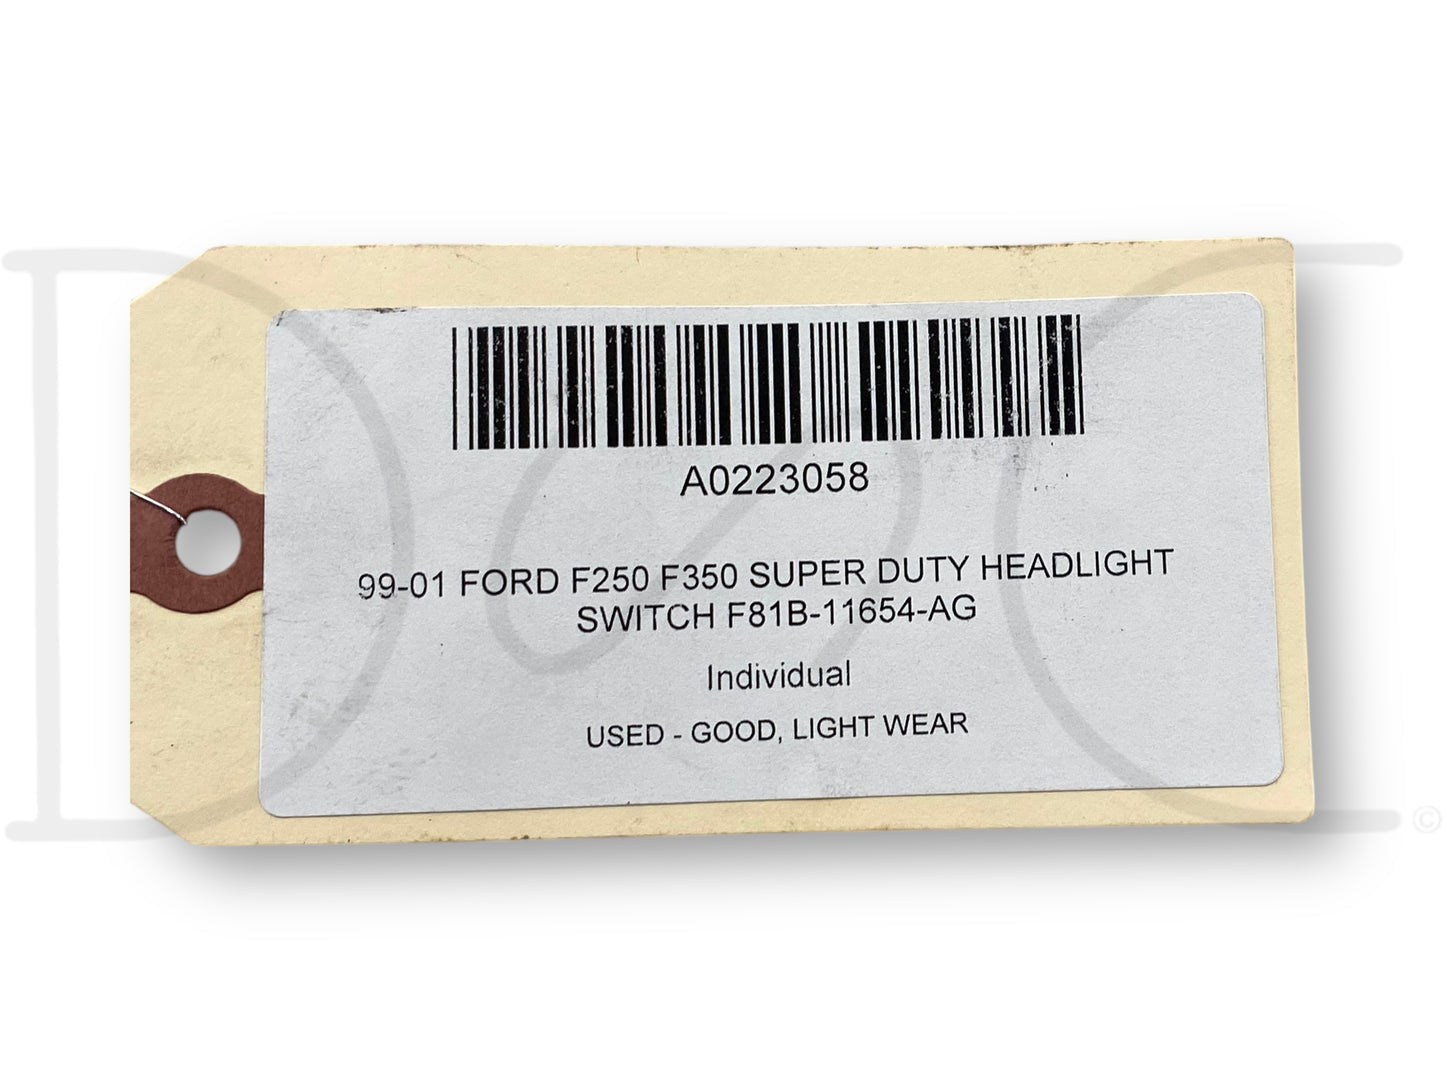 A0223058
99-01 FORD F250 F350 SUPER DUTY HEADLIGHT
SWITCH F81B-11654-AG
Individual
USED - GOOD, LIGHT WEAR
D C ©